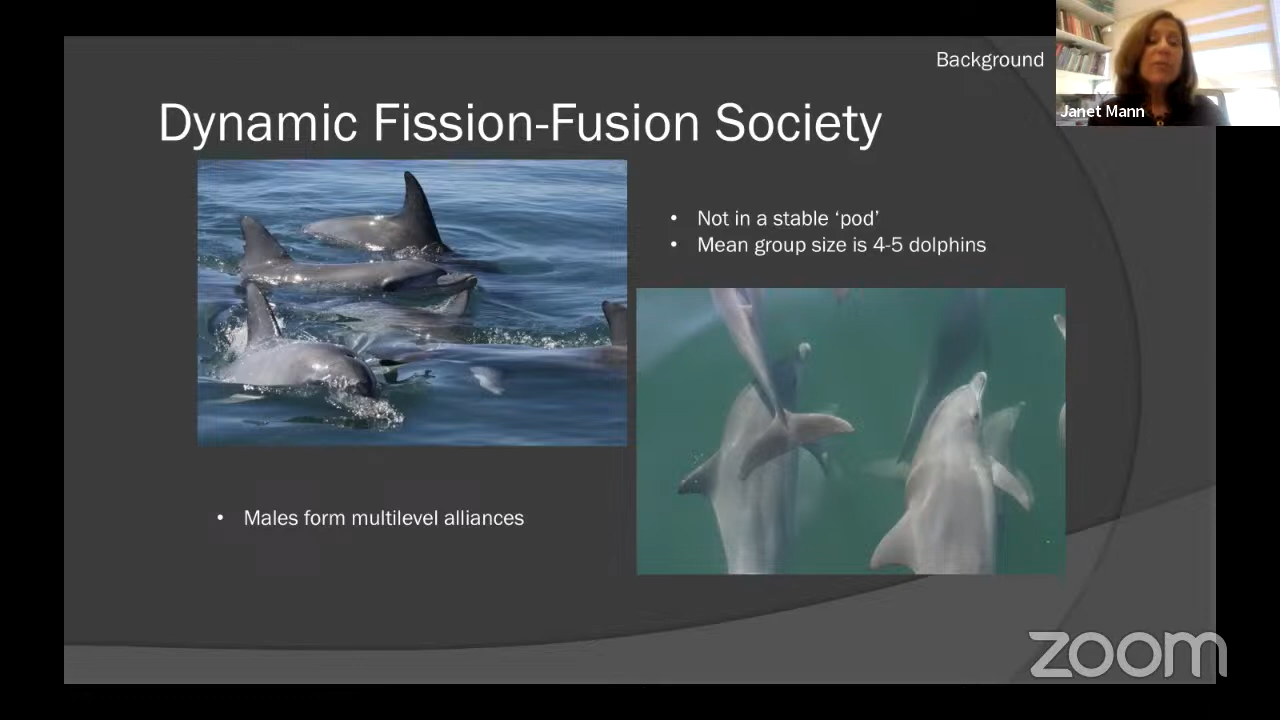 Background
Janet Mann
Dynamic Fission-Fusion Society
• Not in a stable ‘pod’
• Mean group size is 4-5 dolphins
• Males form multilevel alliances
zoom